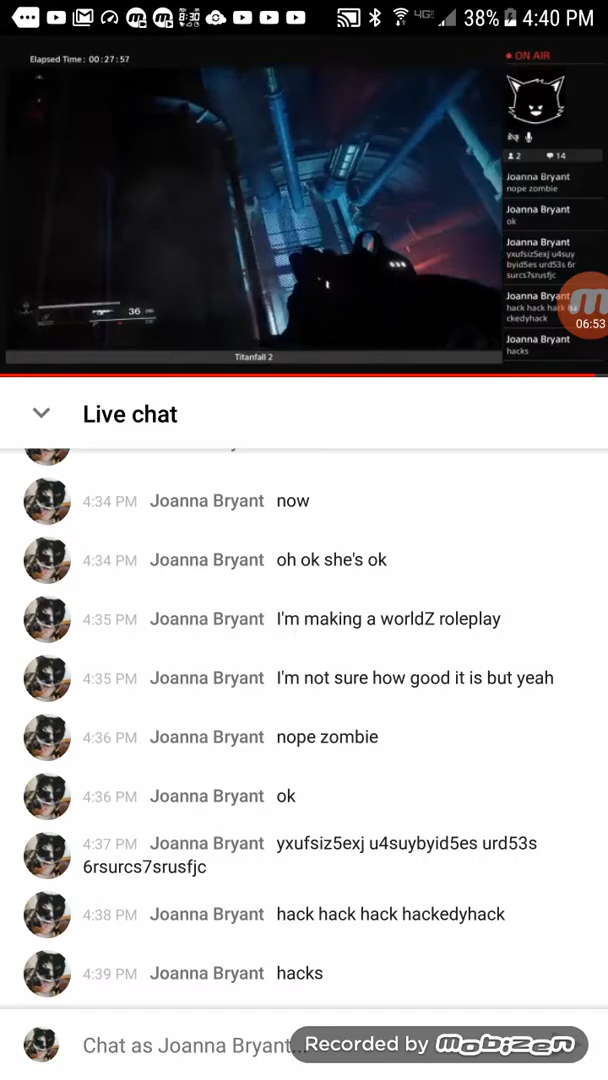 8:30
4G
38% 4:40 PM
Elapsed Time : 00:27:57
ON AIR
2 14
Joanna Bryant
nope zombie
Joanna Bryant
ok
Joanna Bryant
yxufsiz5exj u4suy
byid5es urd53s 6r
surcs7srusfjc
Joanna Bryant
hack hack hack ha
ckedyhack
Joanna Bryant
hacks
06:53
36
Titanfall 2
Live chat
4:34 PM Joanna Bryant now
4:34 PM Joanna Bryant oh ok she's ok
4:35 PM Joanna Bryant I'm making a worldZ roleplay
4:35 PM Joanna Bryant I'm not sure how good it is but yeah
4:36 PM Joanna Bryant nope zombie
4:36 PM Joanna Bryant ok
4:37 PM Joanna Bryant yxufsiz5exj u4suybyid5es urd53s
6rsurcs7srusfjc
4:38 PM Joanna Bryant hack hack hack hackedyhack
4:39 PM Joanna Bryant hacks
Chat as Joanna Bryant...
Recorded by mobizen